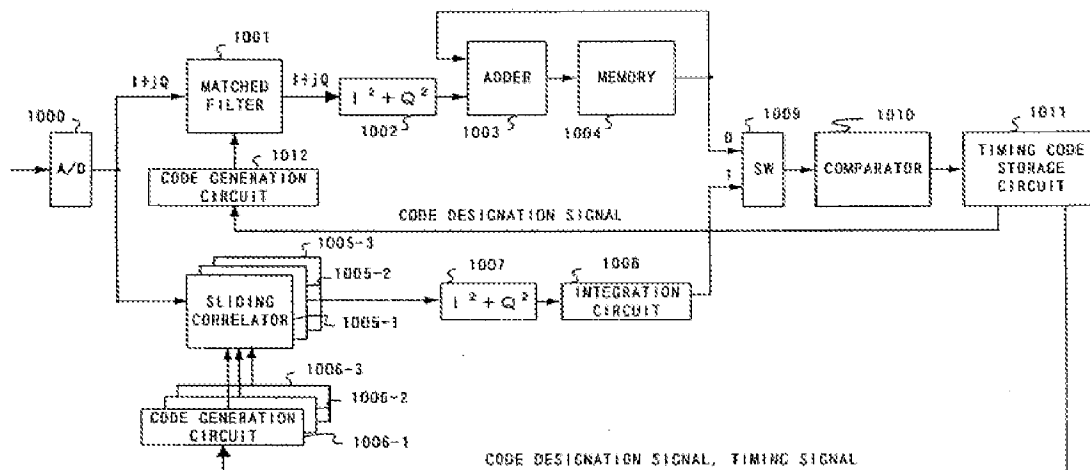 1001
I+jQ
MATCHED
FILTER
I+jQ
I² + Q²
1002
ADDER
1003
MEMORY
1004
1000
A/D
1012
CODE GENERATION
CIRCUIT
0
1
1009
SW
1010
COMPARATOR
1011
TIMING CODE
STORAGE
CIRCUIT
CODE DESIGNATION SIGNAL
1005-3
1005-2
SLIDING
CORRELATOR
1005-1
1007
I² + Q²
1008
INTEGRATION
CIRCUIT
1006-3
1006-2
CODE GENERATION
CIRCUIT
1006-1
CODE DESIGNATION SIGNAL, TIMING SIGNAL